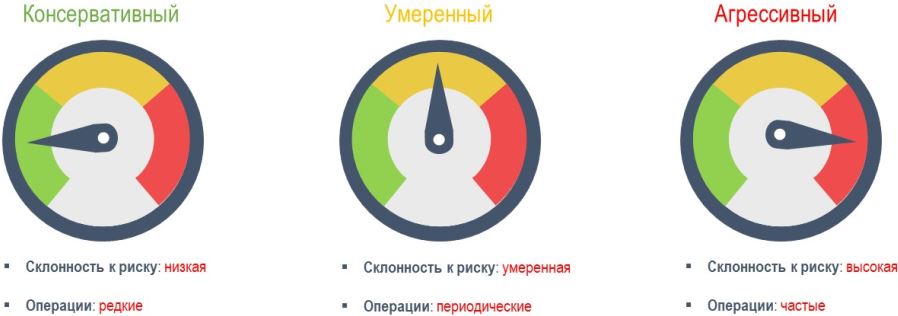 Консервативный
Умеренный
Агрессивный
▪ Склонность к риску: низкая
▪ Операции: редкие
▪ Склонность к риску: умеренная
▪ Операции: периодические
▪ Склонность к риску: высокая
▪ Операции: частые